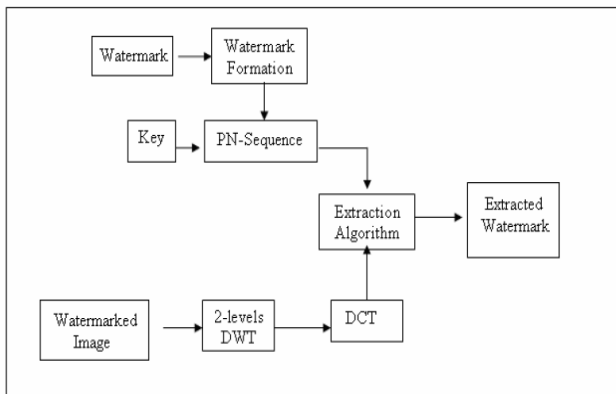 Watermark
Watermark
Formation
Key
PN-Sequence
Extraction
Algorithm
Extracted
Watermark
Watermarked
Image
2-levels
DWT
DCT